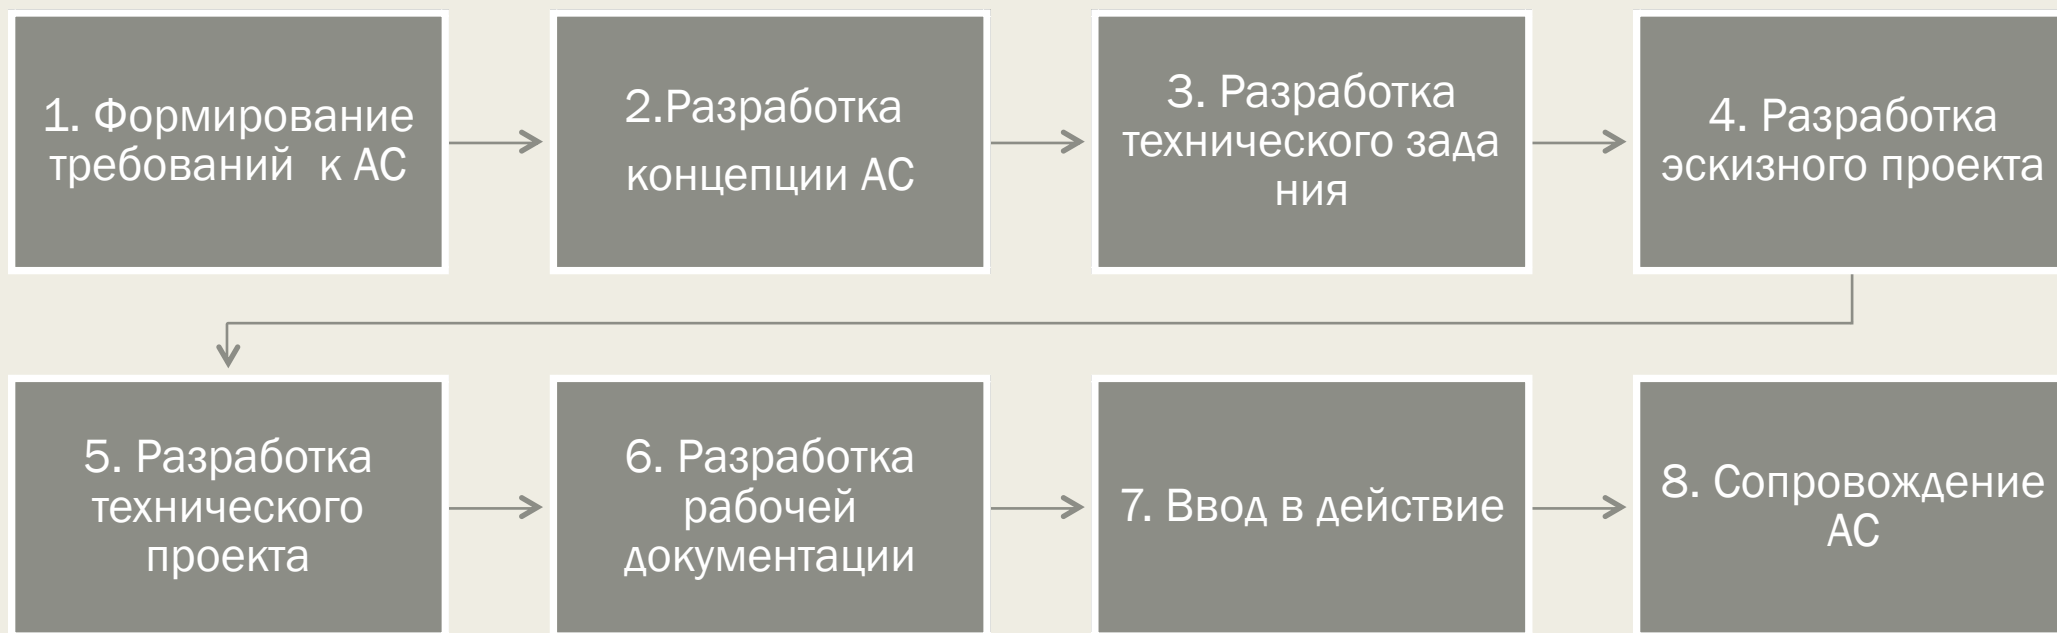 1. Формирование
требований  к АС
2.Разработка
концепции АС
3. Разработка
технического зада
ния
4. Разработка
эскизного проекта
5. Разработка
технического
проекта
6. Разработка
рабочей
документации
7. Ввод в действие
8. Сопровождение
АС